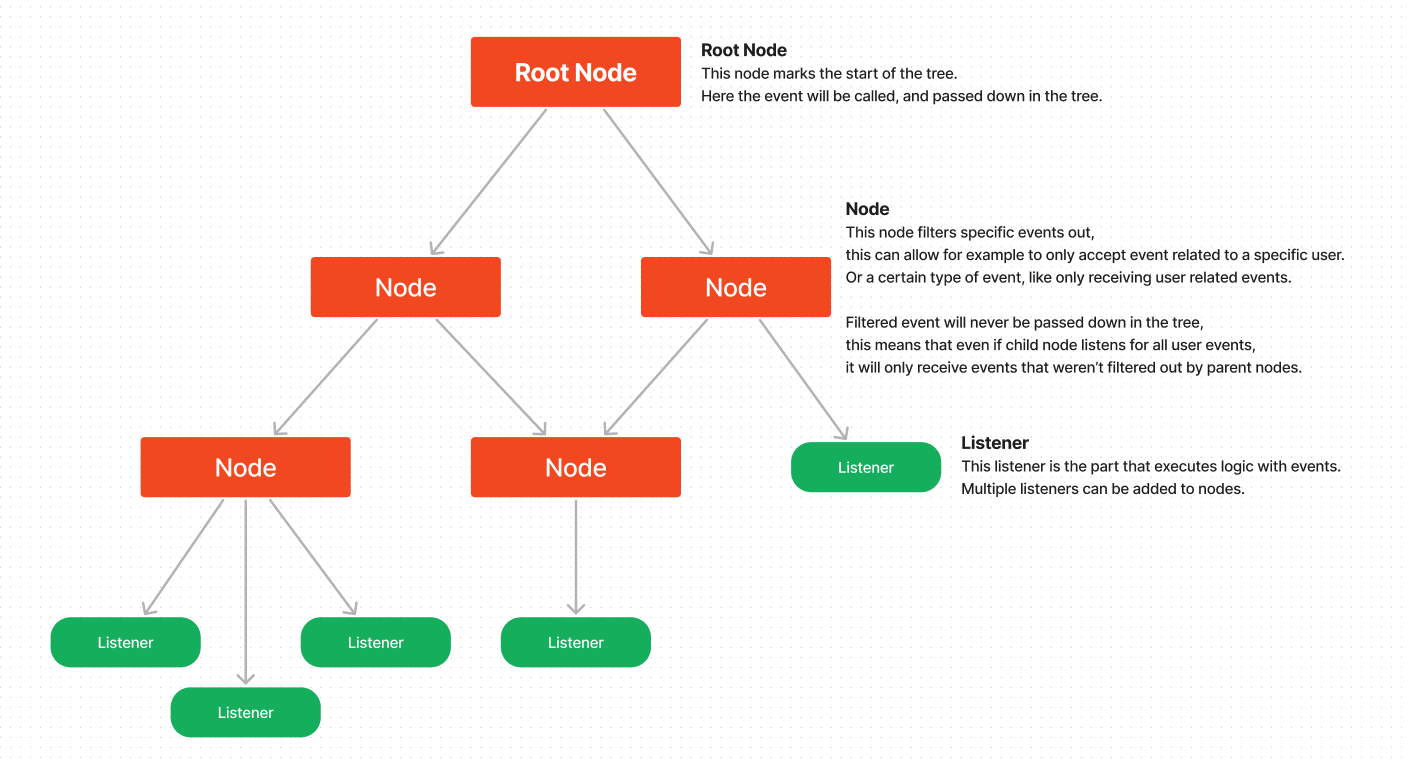 Root Node
Root Node
This node marks the start of the tree.
Here the event will be called, and passed down in the tree.
Node
This node filters specific events out,
this can allow for example to only accept event related to a specific user.
Or a certain type of event, like only receiving user related events.
Filtered event will never be passed down in the tree,
this means that even if child node listens for all user events,
it will only receive events that weren't filtered out by parent nodes.
Node
Node
Node
Node
Listener
Listener
This listener is the part that executes logic with events.
Multiple listeners can be added to nodes.
Listener
Listener
Listener
Listener